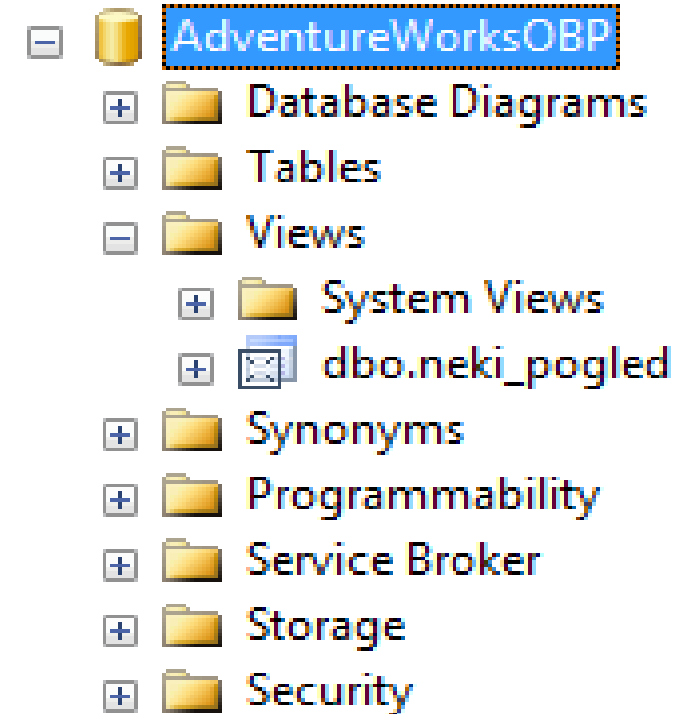 AdventureWorksOBP
Database Diagrams
Tables
Views
System Views
dbo.neki_pogled
Synonyms
Programmability
Service Broker
Storage
Security